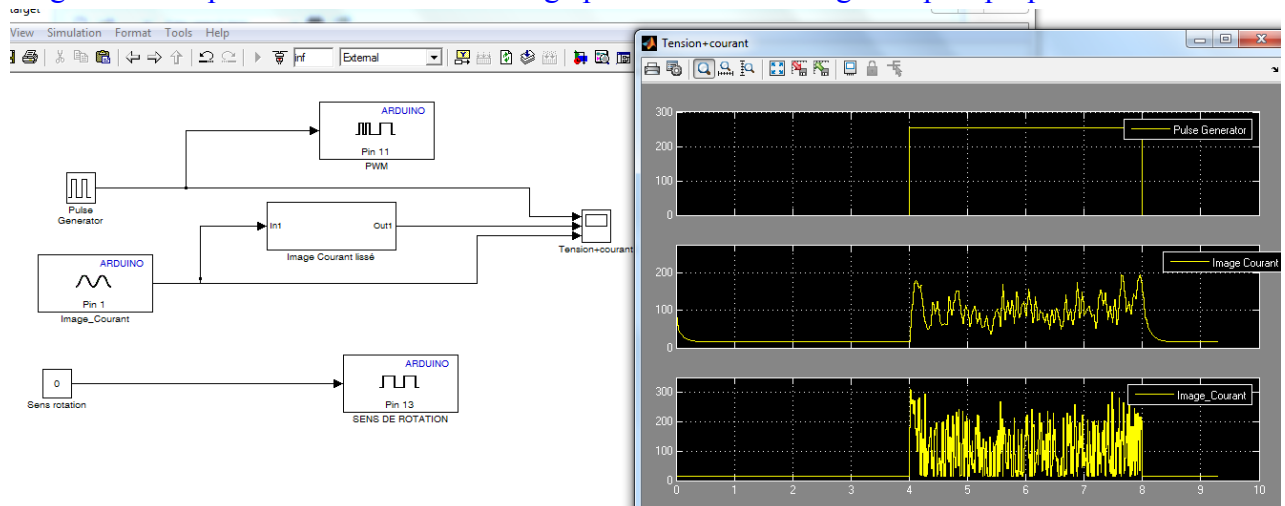 target
View Simulation Format Tools Help
inf External
ARDUINO
Pin 11
PWM
Pulse
Generator
In1 Out1
Image Courant lissé
Tension+courant
ARDUINO
Pin 1
Image_Courant
0
Sens rotation
ARDUINO
Pin 13
SENS DE ROTATION
Tension+courant
300
200
100
0
Pulse Generator
200
0
Image Courant
300
200
100
0
Image_Courant
0 1 2 3 4 5 6 7 8 9 10